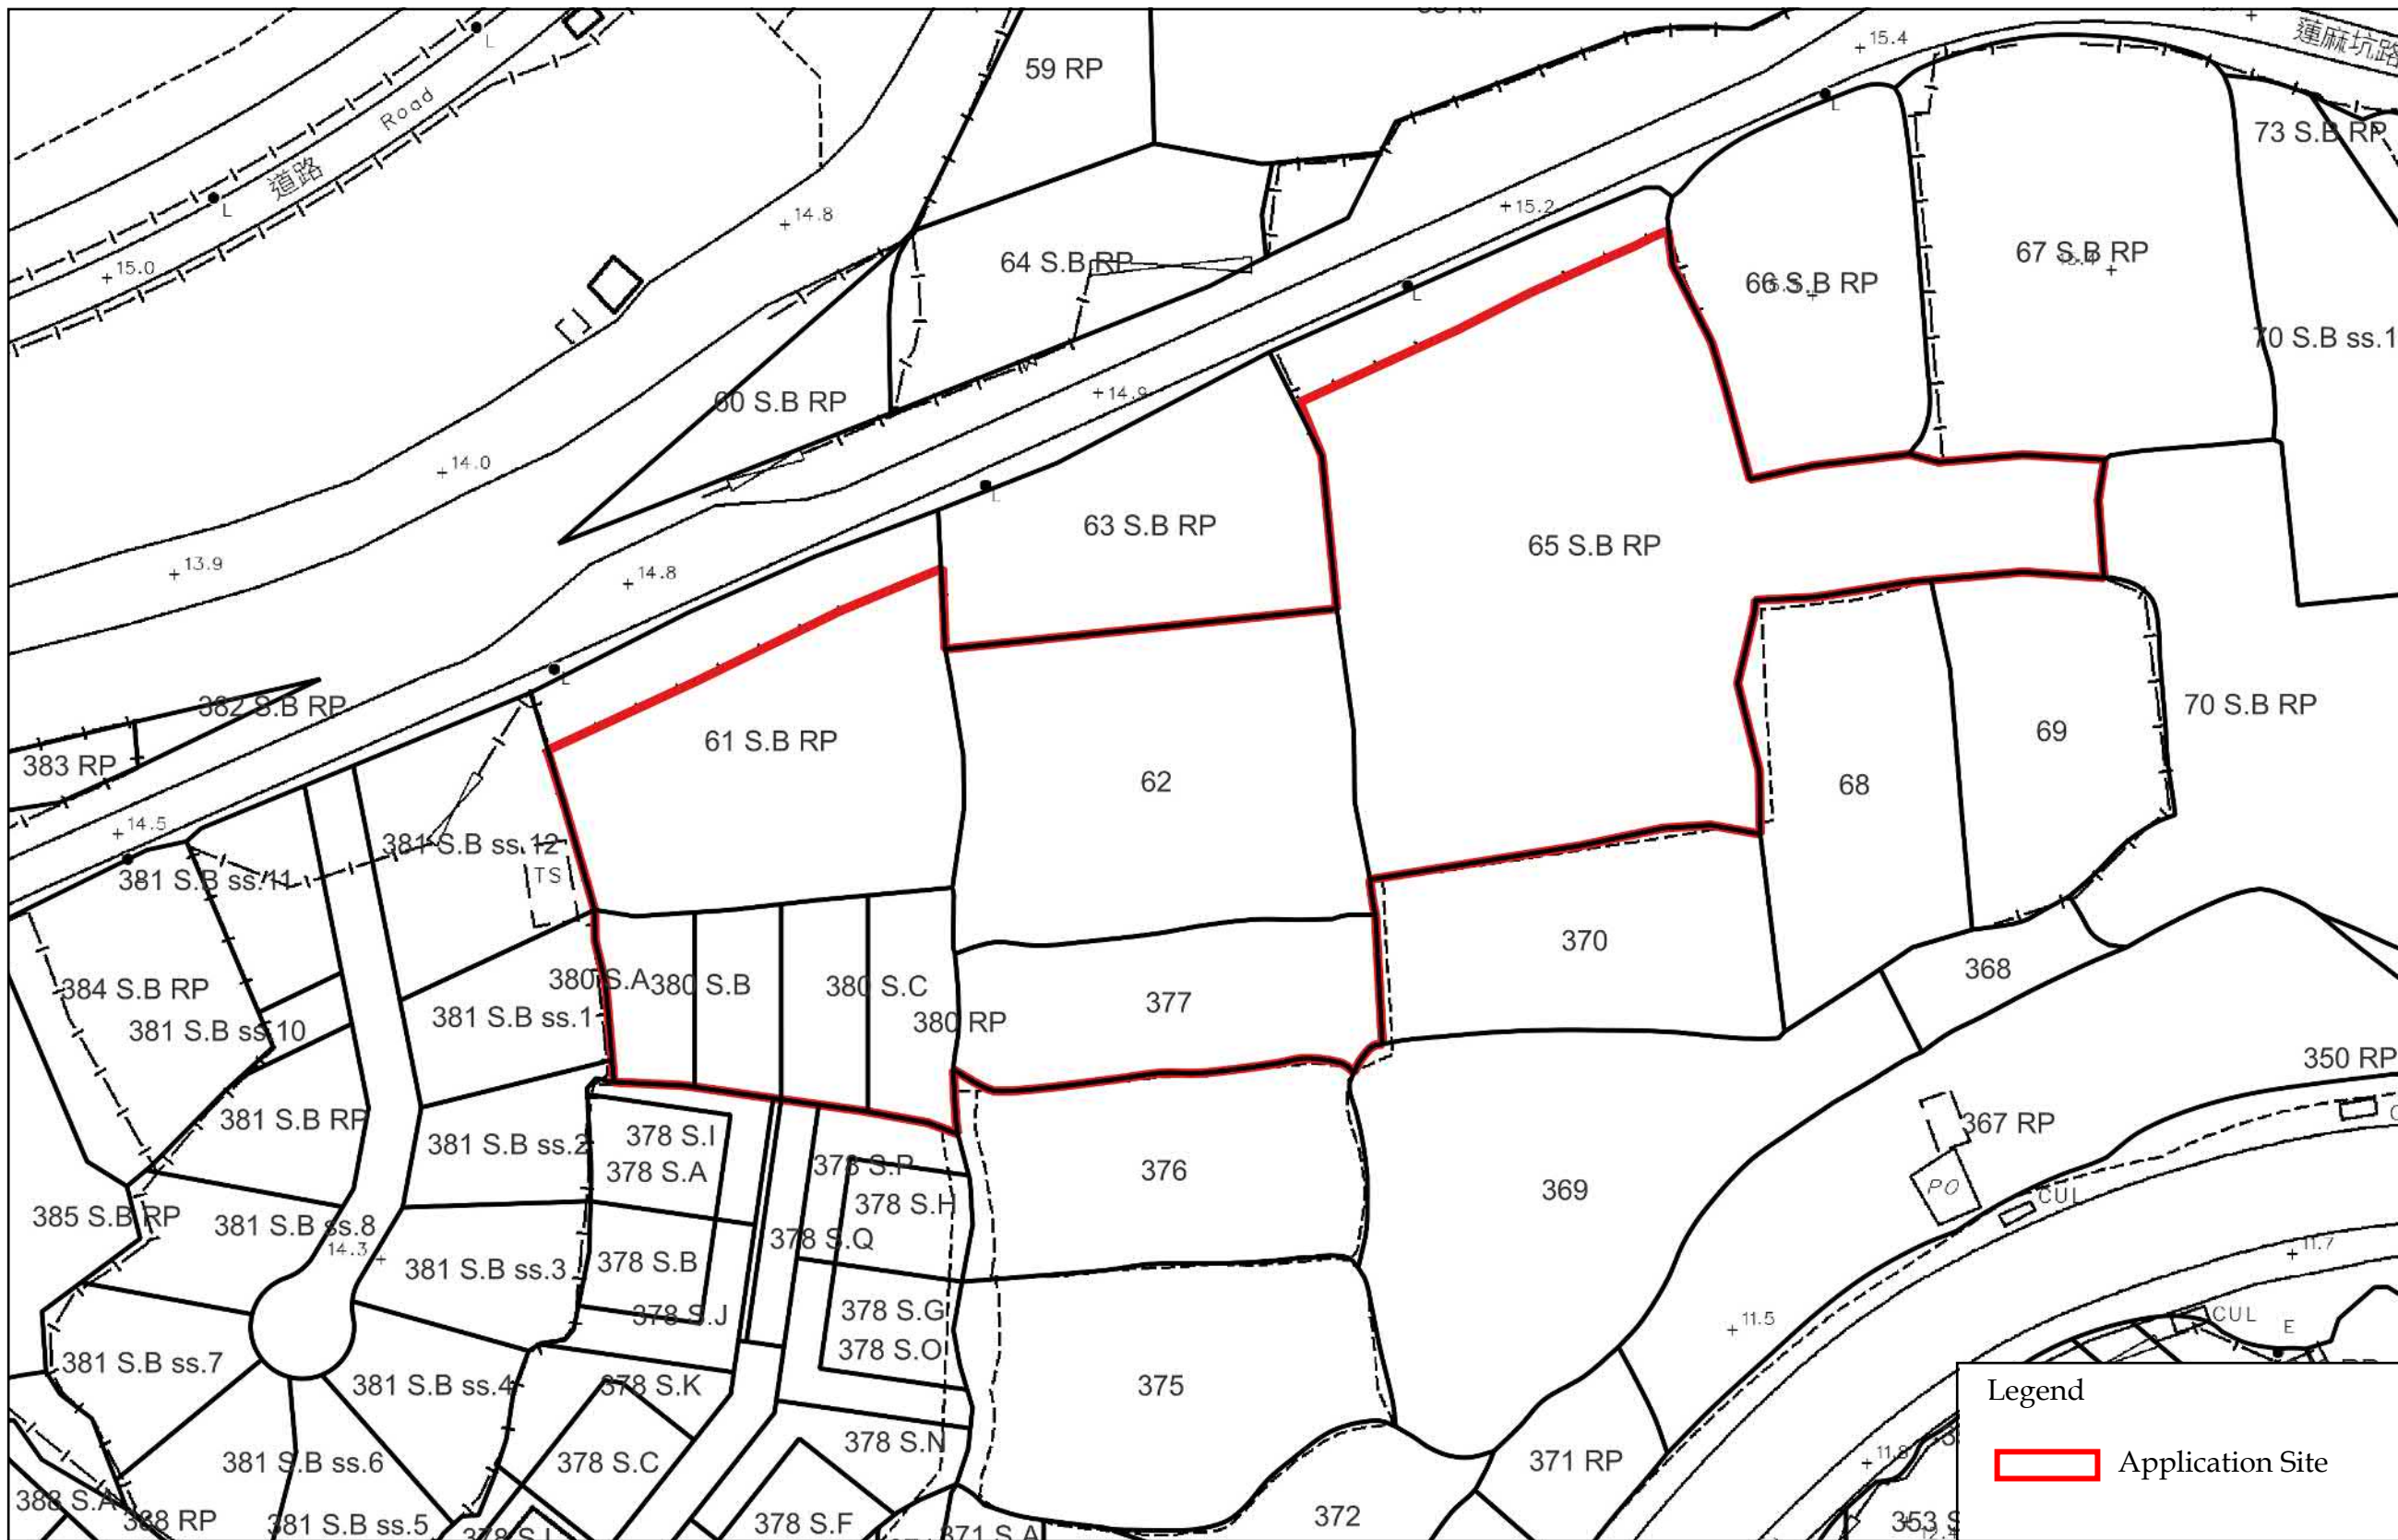 59 RP
15.4
蓮麻坑路
L
道路
Road
L
73 S.B RP
15.0
14.8
15.2
L
64 S.B RP
66 S.B RP
67 S.B RP
L
70 S.B ss.1
60 S.B RP
14.9
14.0
L
63 S.B RP
65 S.B RP
13.9
14.8
L
382 S.B RP
383 RP
61 S.B RP
62
68
69
70 S.B RP
14.5
381 S.B ss.12
TS
381 S.B ss.11
384 S.B RP
380 S.A
380 S.B
380 S.C
380 RP
377
370
368
381 S.B ss.10
381 S.B ss.1
350 RP
381 S.B RP
381 S.B ss.2
378 S.I
378 S.A
378 S.P
378 S.H
376
369
367 RP
PO
CUL
385 S.B RP
381 S.B ss.8
14.3
381 S.B ss.3
378 S.B
378 S.Q
378 S.J
378 S.G
378 S.O
11.7
11.5
CUL
E
381 S.B ss.7
381 S.B ss.4
378 S.K
375
378 S.N
381 S.B ss.6
378 S.C
371 RP
388 S.A
388 RP
381 S.B ss.5
378 S.F
371 S.A
372
353 S
Legend
Application Site